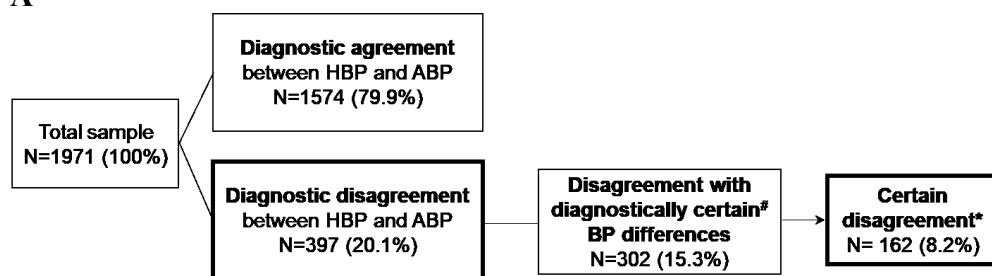 A
Diagnostic agreement
between HBP and ABP
N=1574 (79.9%)
Total sample
N=1971 (100%)
Diagnostic disagreement
between HBP and ABP
N=397 (20.1%)
Disagreement with
diagnostically certain#
BP differences
N=302 (15.3%)
Certain
disagreement*
N= 162 (8.2%)